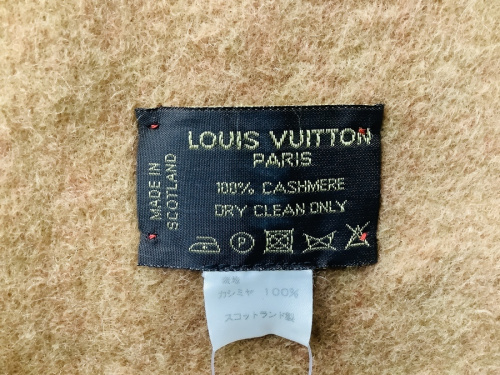 LOUIS VUITTON
PARIS
MADE IN
SCOTLAND
100% CASHMERE
DRY CLEAN ONLY
P
カシミヤ 100%
スコットランド製